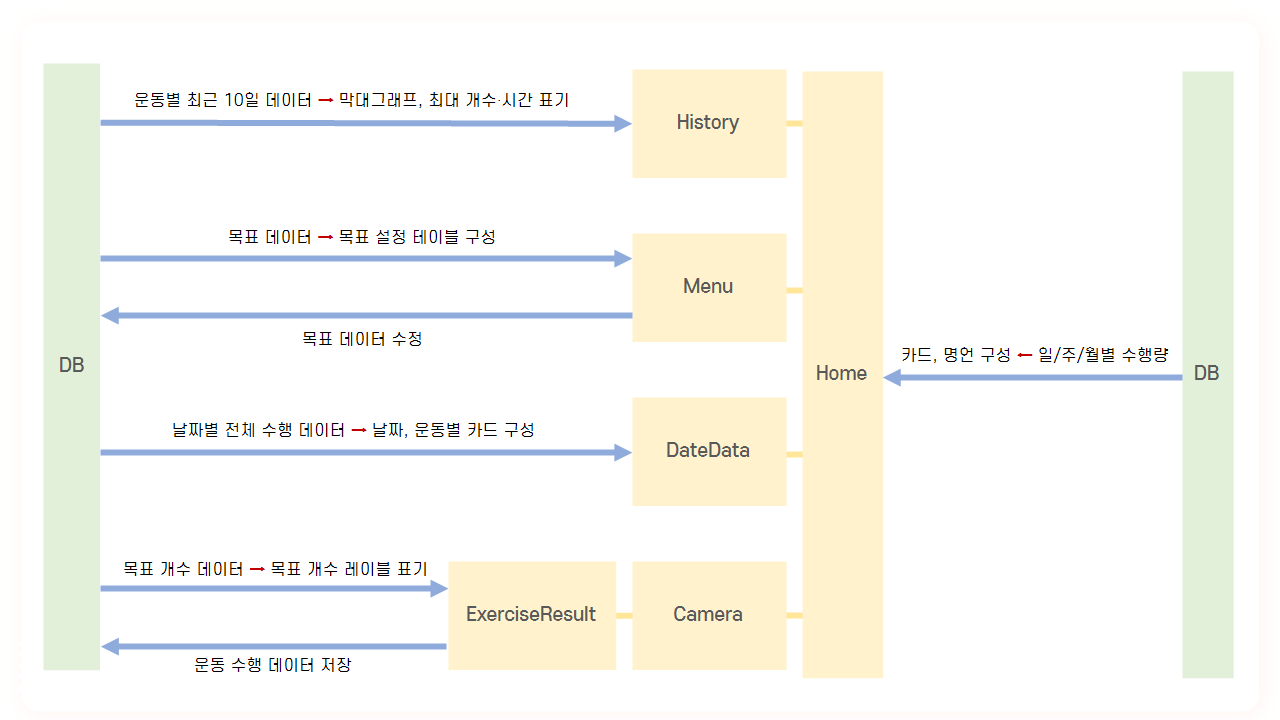 운동별 최근 10일 데이터 → 막대그래프, 최대 개수·시간 표기
History
목표 데이터 → 목표 설정 테이블 구성
Menu
목표 데이터 수정
DB
Home
카드, 명언 구성 ← 일/주/월별 수행량
DB
날짜별 전체 수행 데이터 → 날짜, 운동별 카드 구성
DateData
목표 개수 데이터 → 목표 개수 레이블 표기
ExerciseResult
Camera
운동 수행 데이터 저장